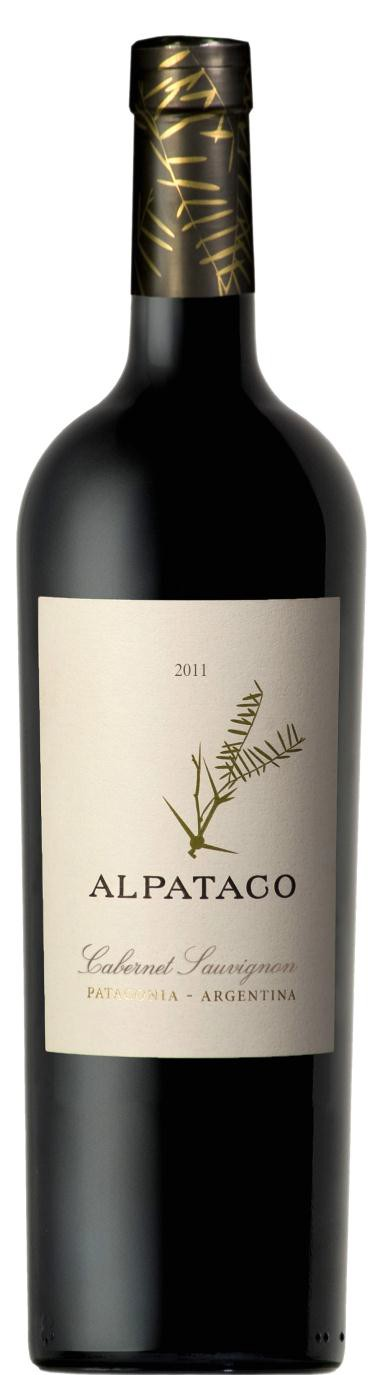 2011
ALPATACO
Cabernet Sauvignon
PATAGONIA - ARGENTINA